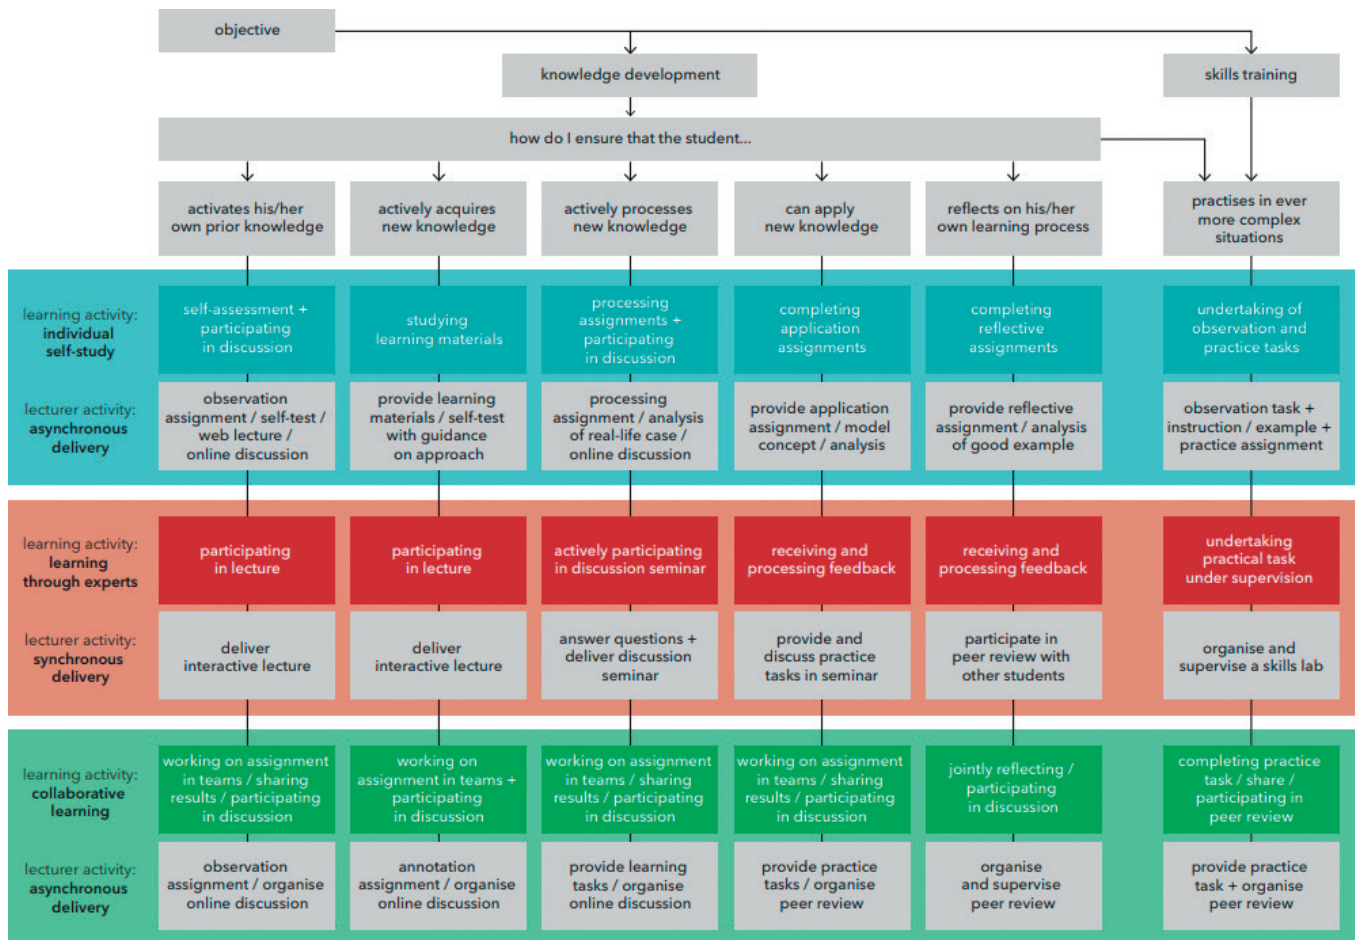 objective
knowledge development
skills training
how do I ensure that the student...
activates his/her
own prior knowledge
actively acquires
new knowledge
actively processes
new knowledge
can apply
new knowledge
reflects on his/her
own learning process
practises in ever
more complex
situations
learning activity:
individual
self-study
self-assessment +
participating
in discussion
studying
learning materials
processing
assignments +
participating
in discussion
completing
application
assignments
completing
reflective
assignments
undertaking of
observation and
practice tasks
lecturer activity:
asynchronous
delivery
observation
assignment / self-test /
web lecture /
online discussion
provide learning
materials / self-test
with guidance
on approach
processing
assignment / analysis
of real-life case /
online discussion
provide application
assignment / model
concept / analysis
provide reflective
assignment / analysis
of good example
observation task +
instruction / example +
practice assignment
learning activity:
learning
through experts
participating
in lecture
participating
in lecture
actively participating
in discussion seminar
receiving and
processing feedback
receiving and
processing feedback
undertaking
practical task
under supervision
lecturer activity:
synchronous
delivery
deliver
interactive lecture
deliver
interactive lecture
answer questions +
deliver discussion
seminar
provide and
discuss practice
tasks in seminar
participate in
peer review with
other students
organise and
supervise a skills lab
learning activity:
collaborative
learning
working on assignment
in teams / sharing
results / participating
in discussion
working on
assignment in teams +
participating
in discussion
working on assignment
in teams / sharing
results / participating
in discussion
working on assignment
in teams / sharing
results / participating
in discussion
jointly reflecting /
participating
in discussion
completing practice
task / share /
participating in
peer review
lecturer activity:
asynchronous
delivery
observation
assignment / organise
online discussion
annotation
assignment / organise
online discussion
provide learning
tasks / organise
online discussion
provide practice
tasks / organise
peer review
organise
and supervise
peer review
provide practice
task + organise
peer review